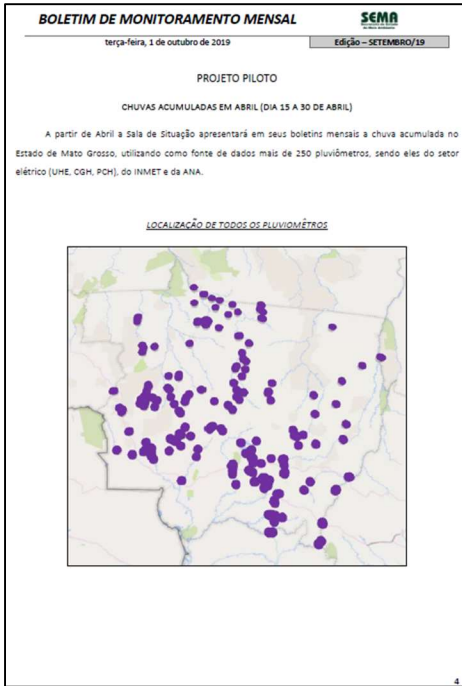 BOLETIM DE MONITORAMENTO MENSAL
SEMA
terça-feira, 1 de outubro de 2019
Edição – SETEMBRO/19
PROJETO PILOTO
CHUVAS ACUMULADAS EM ABRIL (DIA 15 A 30 DE ABRIL)
A partir de Abril a Sala de Situação apresentará em seus boletins mensais a chuva acumulada no
Estado de Mato Grosso, utilizando como fonte de dados mais de 250 pluviômetros, sendo eles do setor
elétrico (UHE, CGH, PCH), do INMET e da ANA.
LOCALIZAÇÃO DE TODOS OS PLUVIOMÊTROS
4